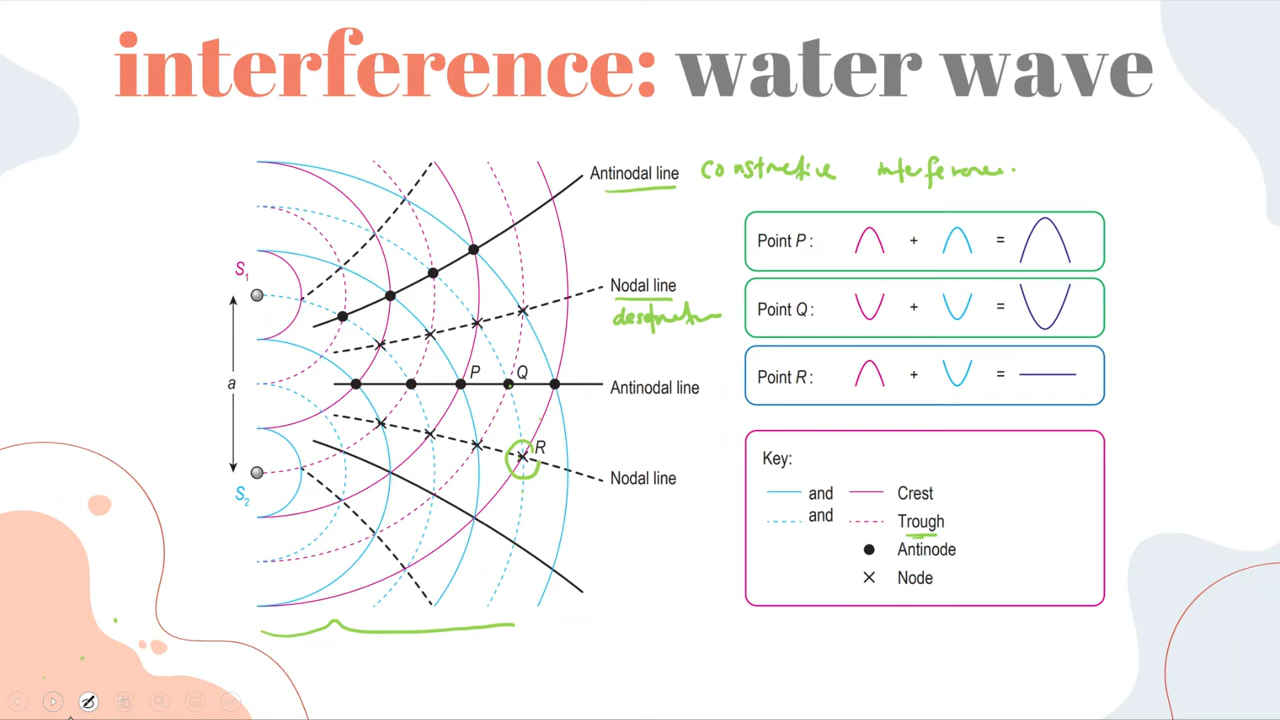 interference: water wave
Antinodal line constructive interference.
Nodal line
Antinodal line
Nodal line
S1
a
S2
P
Q
R
Point P: + =
Point Q: + =
Point R: + =
Key:
and Crest
and Trough
Antinode
Node